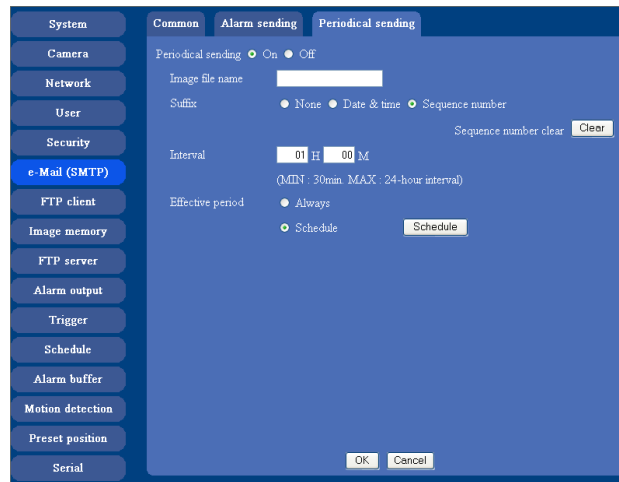 System
Camera
Network
User
Security
e-Mail (SMTP)
FTP client
Image memory
FTP server
Alarm output
Trigger
Schedule
Alarm buffer
Motion detection
Preset position
Serial
Common Alarm sending Periodical sending
Periodical sending On Off
Image file name
Suffix None Date & time Sequence number
Sequence number clear Clear
Interval 01 H 00 M
(MIN : 30min. MAX : 24-hour interval)
Effective period Always
Schedule Schedule
OK Cancel